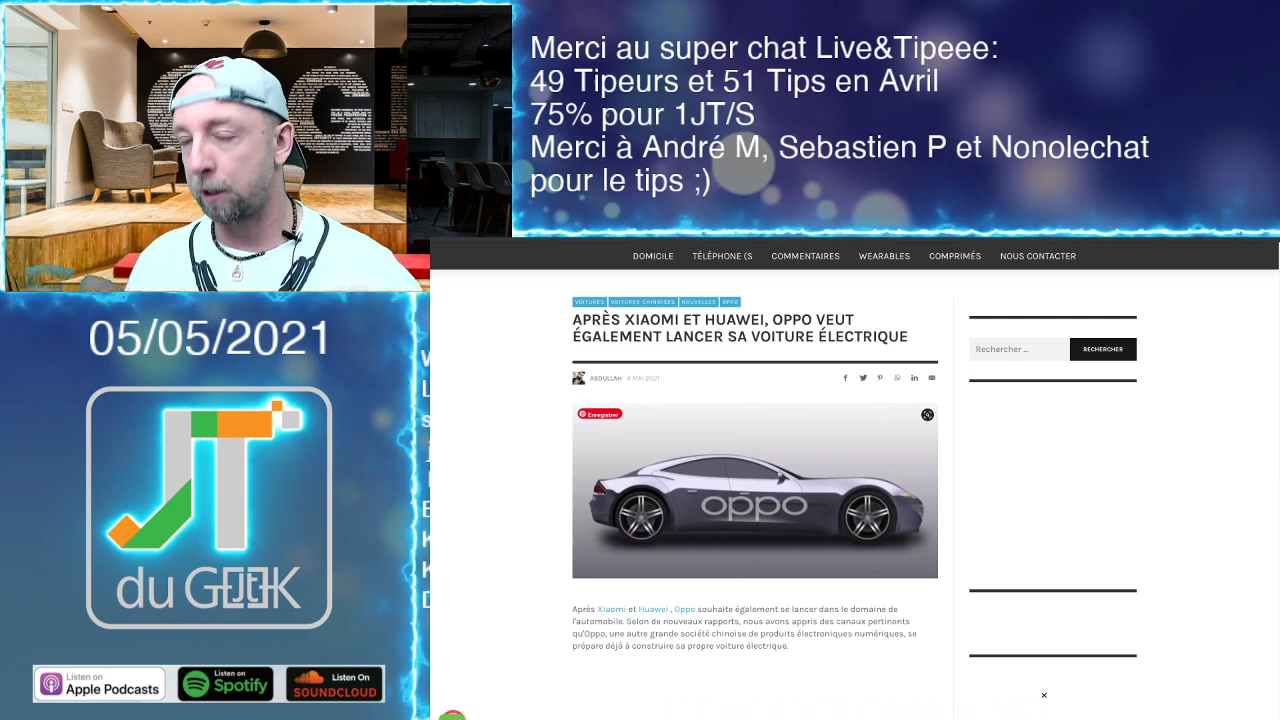 Merci au super chat Live&Tipeee:
49 Tipeurs et 51 Tips en Avril
75% pour 1JT/S
Merci à André M, Sebastien P et Nonolechat
pour le tips ;)
05/05/2021
JT
du GEEK
Listen on
Apple Podcasts
Listen on
Spotify
Listen On
SOUNDCLOUD
DOMICILE TÉLÉPHONE (S COMMENTAIRES WEARABLES COMPRIMÉS NOUS CONTACTER
VOITURES VOITURES CHINOISES NOUVELLES OPPO
APRÈS XIAOMI ET HUAWEI, OPPO VEUT
ÉGALEMENT LANCER SA VOITURE ÉLECTRIQUE
ABDULLAH 4 MAI 2021
Enregistrer
oppo
Après Xiaomi et Huawei , Oppo souhaite également se lancer dans le domaine de
l'automobile. Selon de nouveaux rapports, nous avons appris des canaux pertinents
qu'Oppo, une autre grande société chinoise de produits électroniques numériques, se
prépare déjà à construire sa propre voiture électrique.
Rechercher ... RECHERCHER